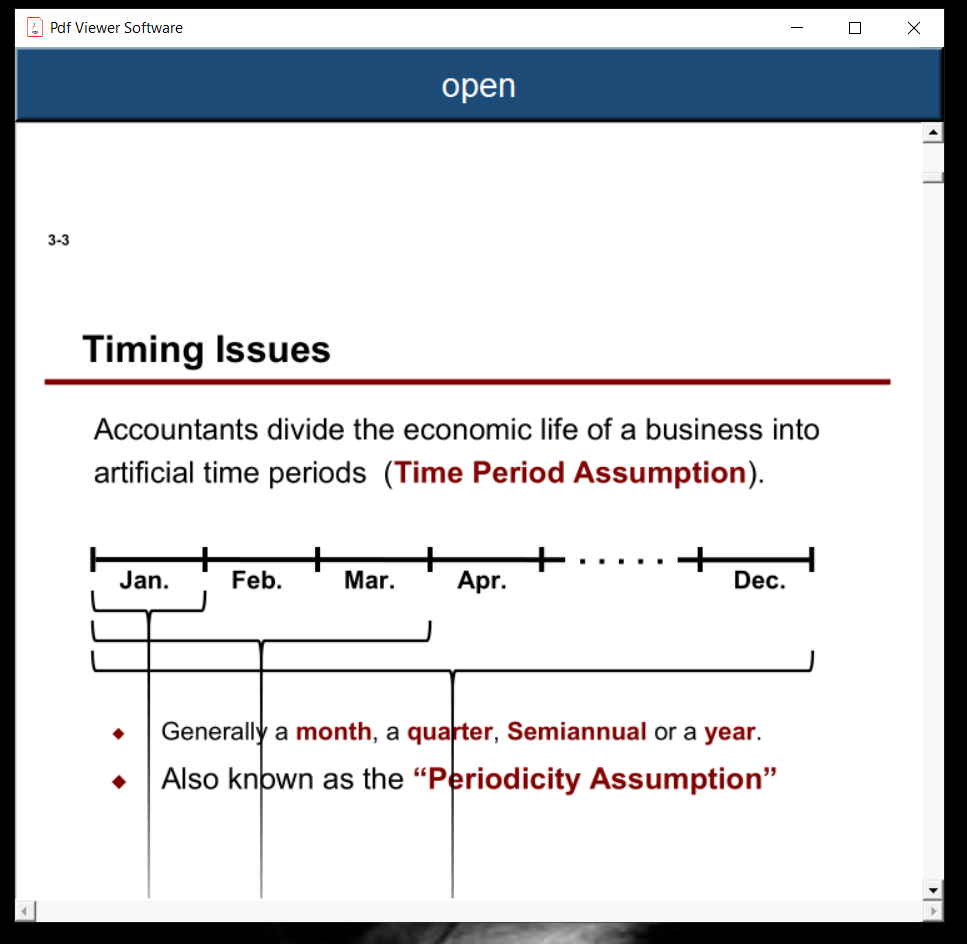 Pdf Viewer Software
open
3-3
Timing Issues
Accountants divide the economic life of a business into
artificial time periods (Time Period Assumption).
. . . . .
Jan. Feb. Mar. Apr. Dec.
Generally a month, a quarter, Semiannual or a year.
Also known as the “Periodicity Assumption”